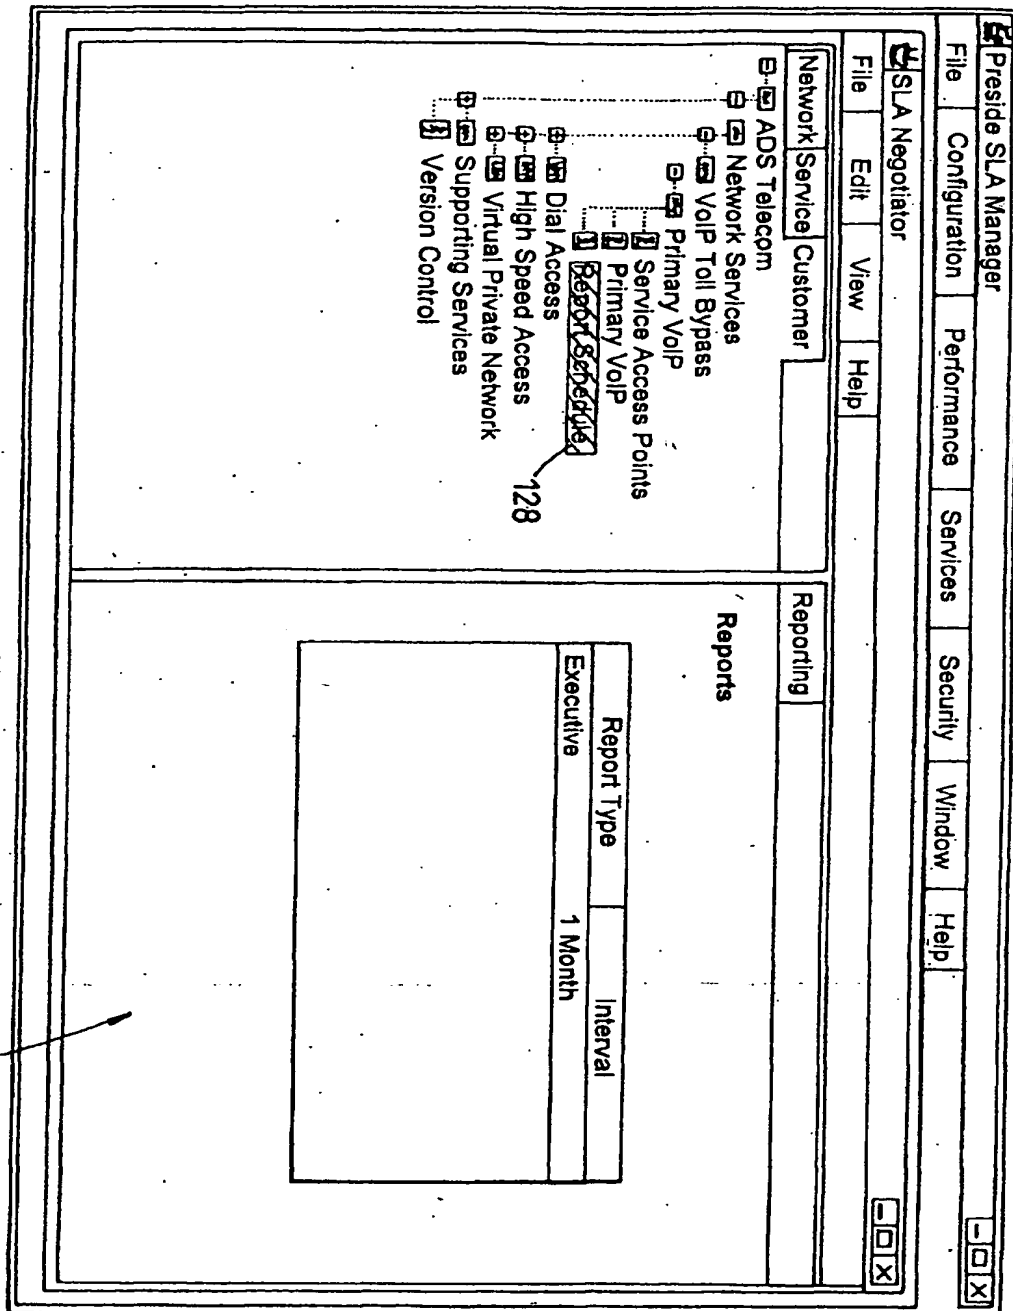 Preside SLA Manager
File Configuration Performance Services Security Window Help
SLA Negotiator
File Edit View Help
Network Service Customer
ADS Telecom
Network Services
VoIP Toll Bypass
Primary VoIP
Service Access Points
Primary VoIP
Report Schedule
128
Dial Access
High Speed Access
Virtual Private Network
Supporting Services
Version Control
Reporting
Reports
Report Type Interval
Executive 1 Month